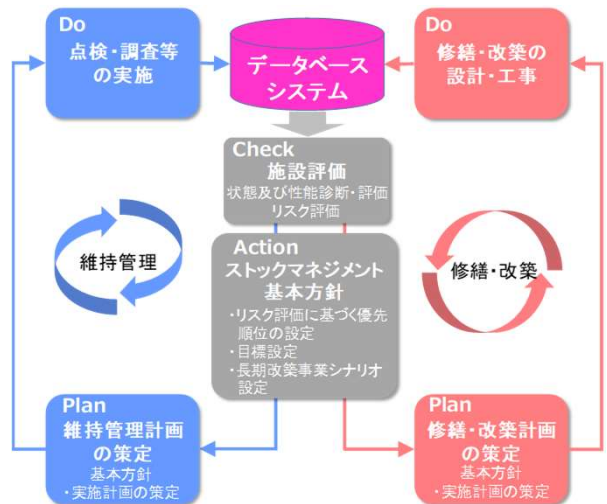 Do
点検・調査等
の実施
データベース
システム
Do
修繕・改築の
設計・工事
Check
施設評価
状態及び性能診断・評価
リスク評価
維持管理
Action
ストックマネジメント
基本方針
・リスク評価に基づく優先
順位の設定
・目標設定
・長期改築事業シナリオ
設定
修繕・改築
Plan
維持管理計画
の策定
基本方針
・実施計画の策定
Plan
修繕・改築計画
の策定
基本方針
・実施計画の策定